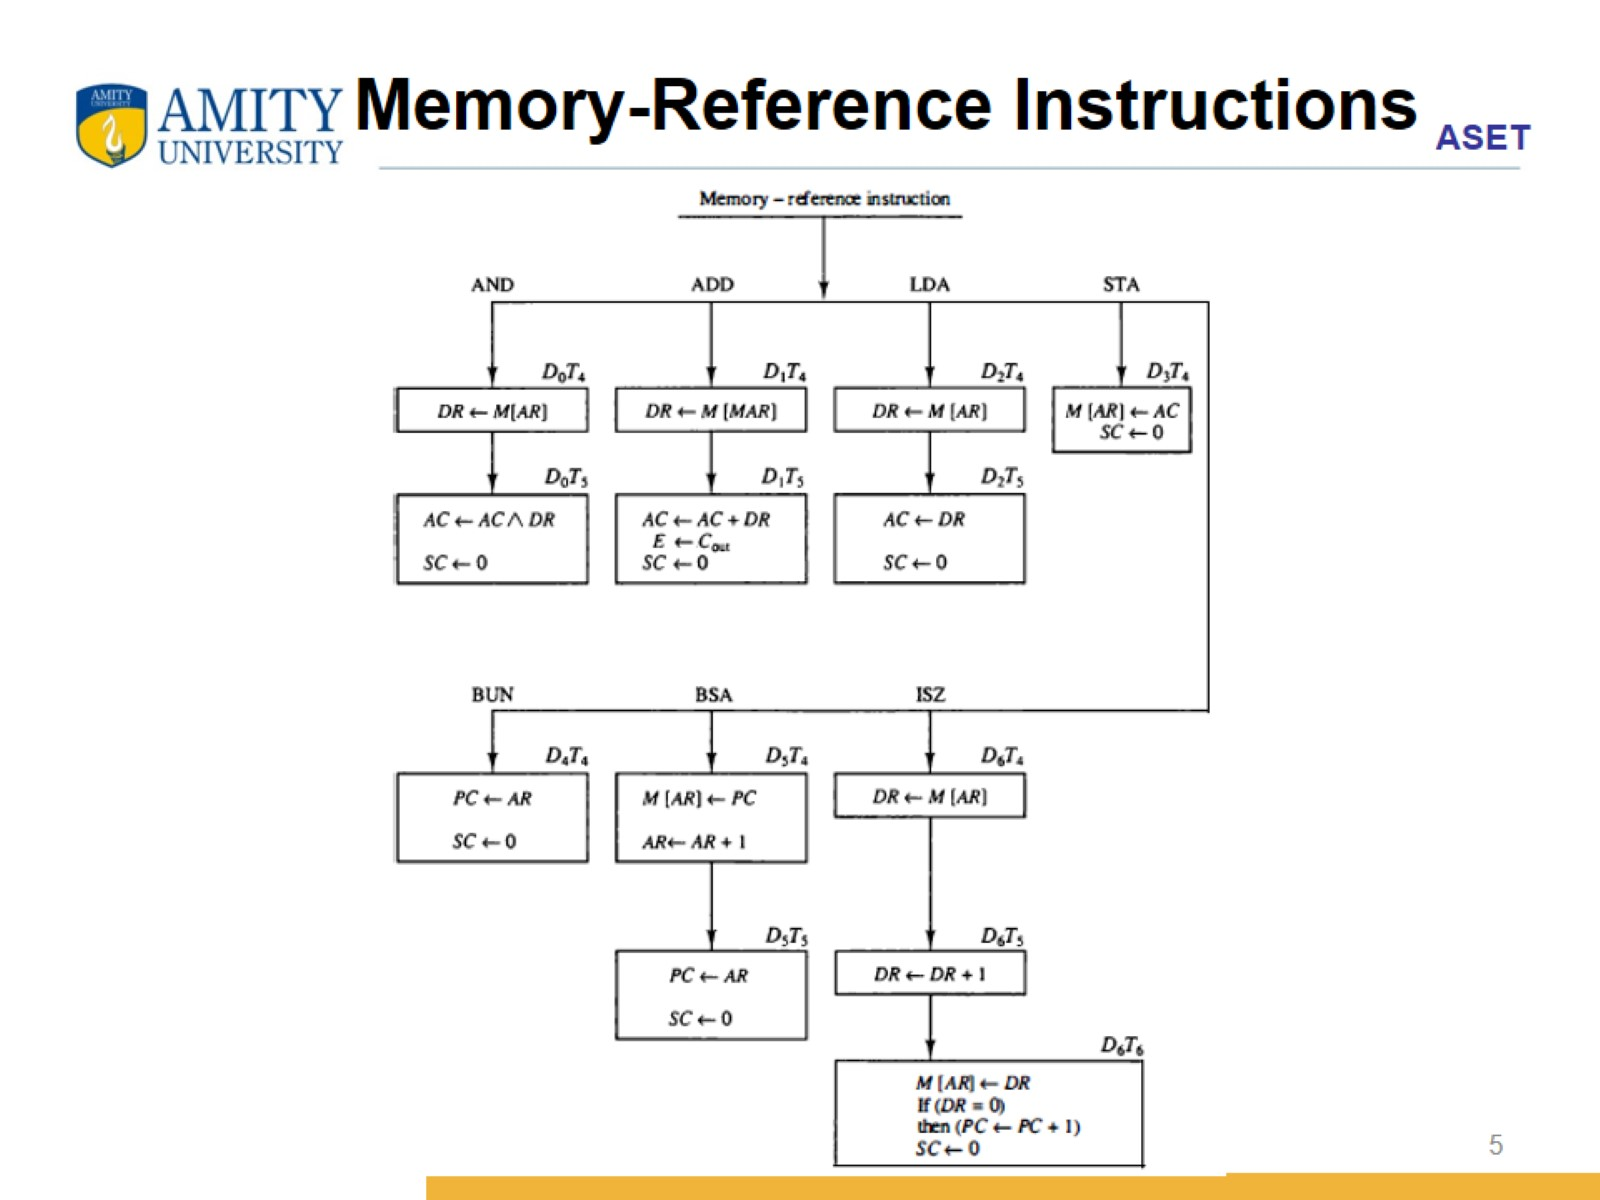 AMITY
UNIVERSITY
AMITY
UNIVERSITY
Memory-Reference Instructions
ASET
Memory – reference instruction
AND ADD LDA STA
D₀T₄ D₁T₄ D₂T₄ D₃T₄
DR ← M[AR]
DR ← M [MAR]
DR ← M [AR]
M [AR] ← AC
SC ← 0
D₀T₅ D₁T₅ D₂T₅
AC ← AC ∧ DR
SC ← 0
AC ← AC + DR
E ← Cout
SC ← 0
AC ← DR
SC ← 0
BUN BSA ISZ
D₄T₄ D₅T₄ D₆T₄
PC ← AR
SC ← 0
M [AR] ← PC
AR ← AR + 1
DR ← M [AR]
D₅T₅ D₆T₅
PC ← AR
SC ← 0
DR ← DR + 1
D₆T₆
M [AR] ← DR
If (DR = 0)
then (PC ← PC + 1)
SC ← 0
5